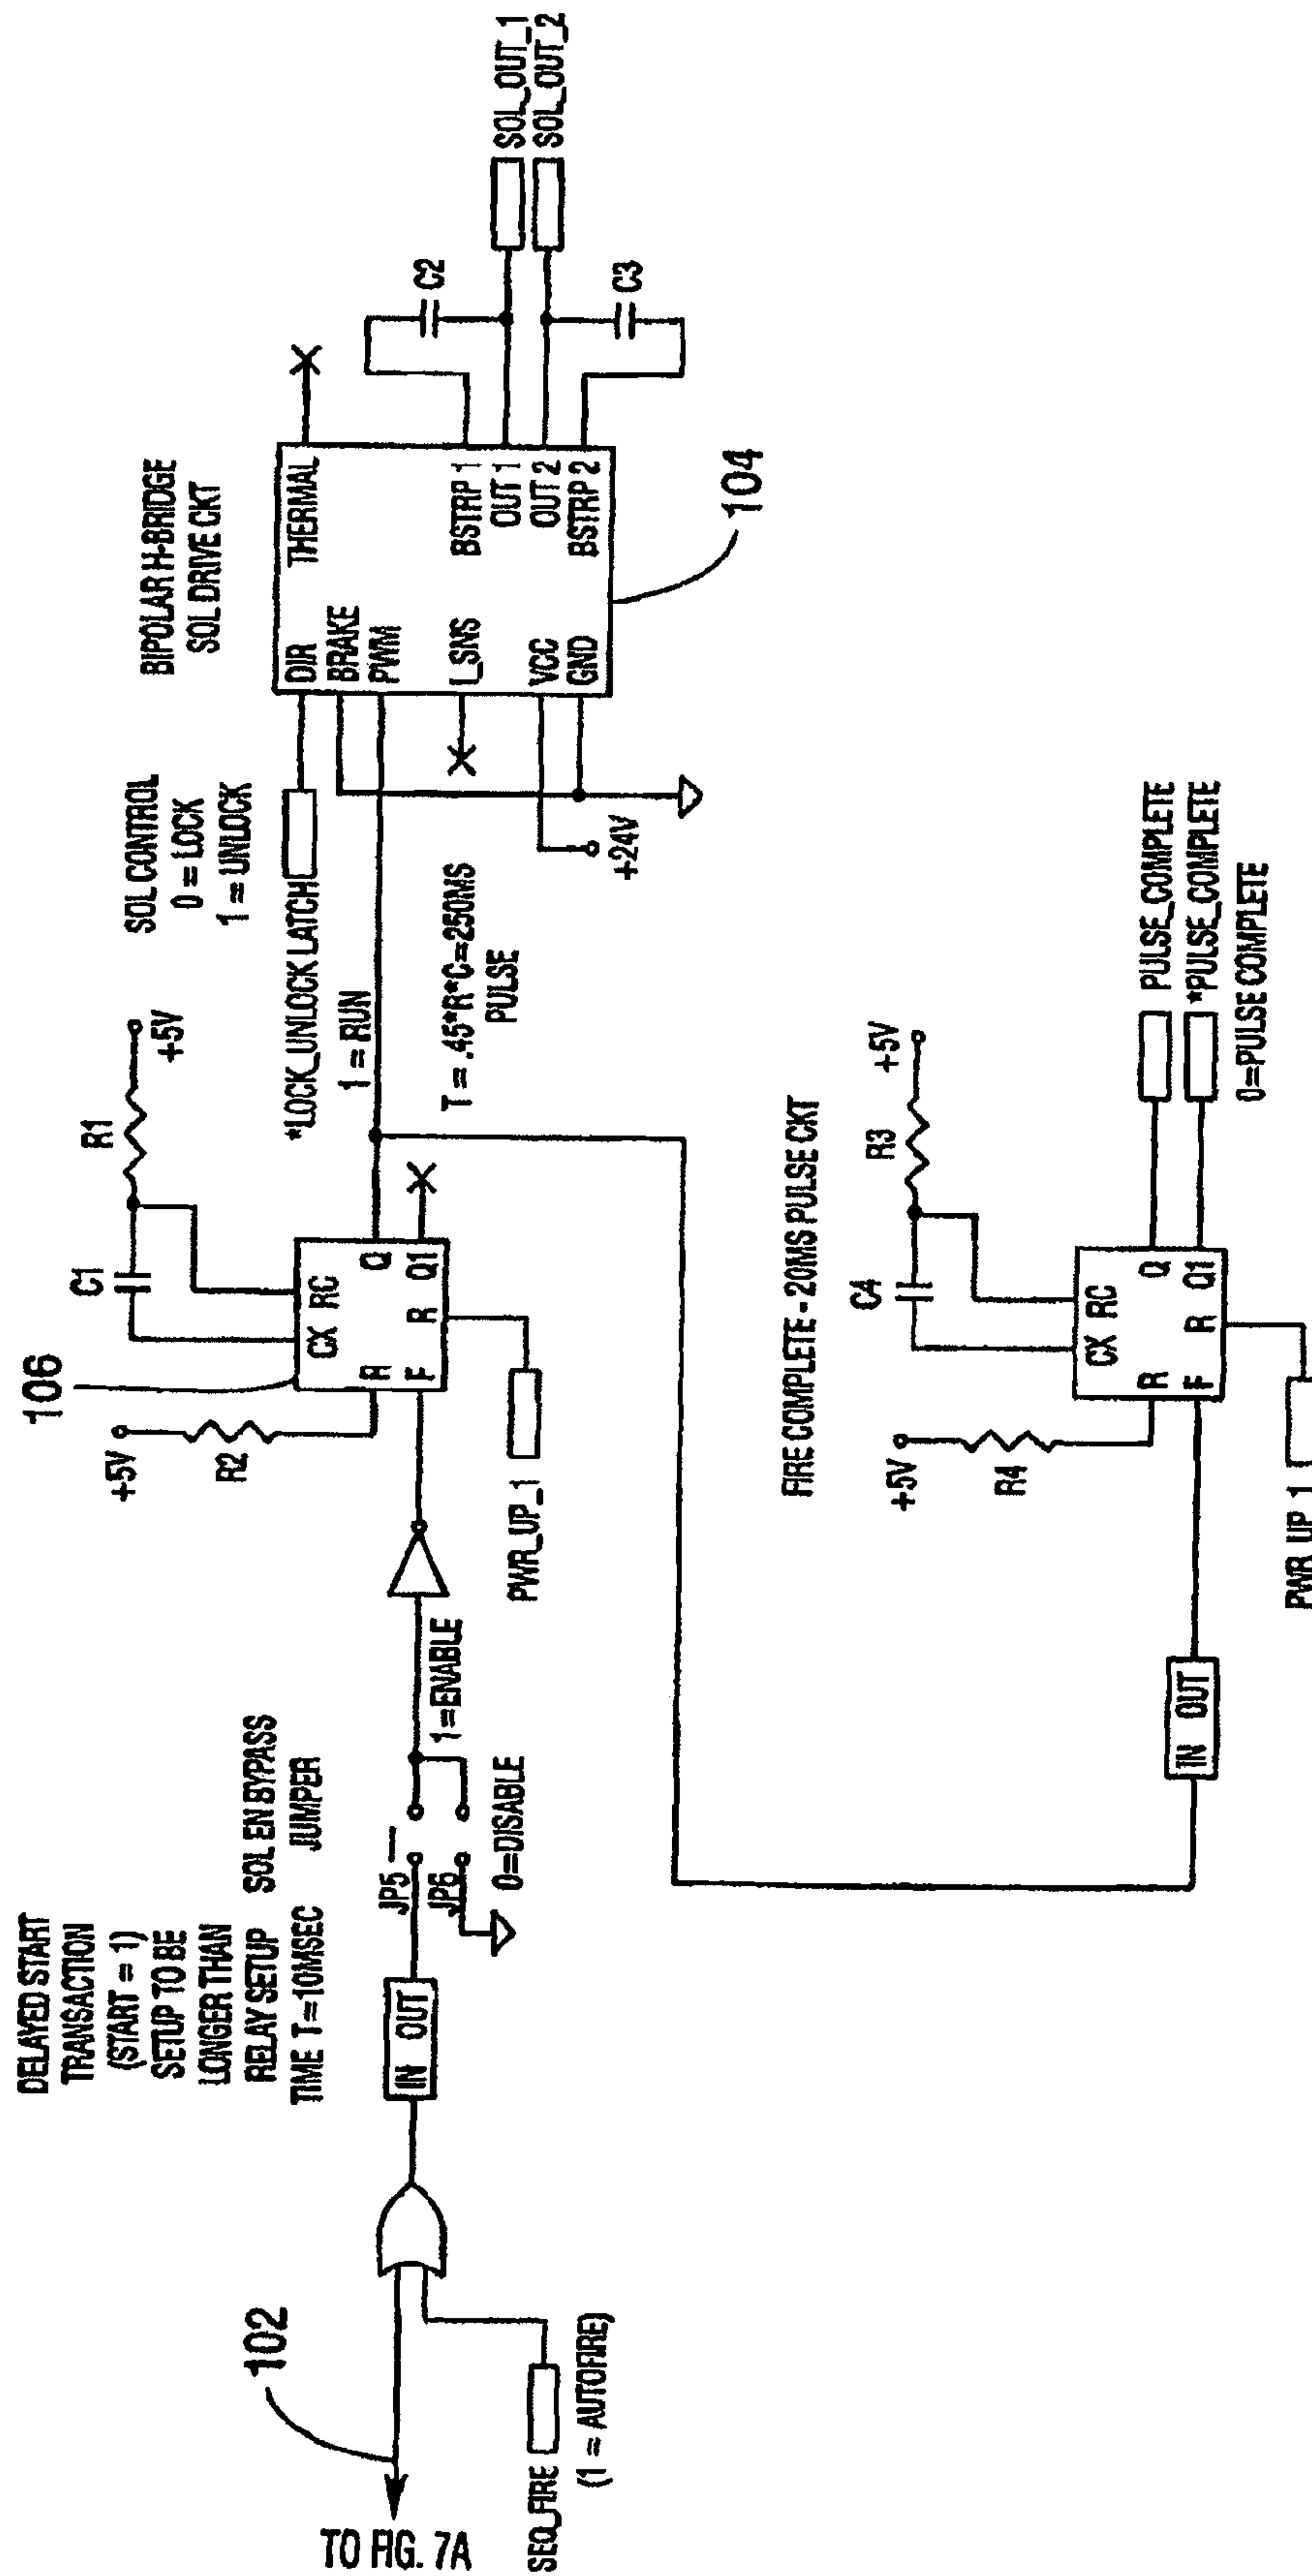 DELAYED START
TRANSACTION
(START = 1)
SETUP TO BE
LONGER THAN
RELAY SETUP
TIME T=10MSEC
SOL EN BYPASS
JUMPER
102
TO FIG. 7A
SEQ_FIRE
(1 = AUTOFIRE)
IN OUT
JP5
JP6
1=ENABLE
0=DISABLE
106
+5V
R2
C1
R1
+5V
CX RC
R
F
R
Q
Q1
PWR_UP_1
SOL CONTROL
0 = LOCK
1 = UNLOCK
*LOCK_UNLOCK LATCH
1 = RUN
T = .45*R*C=250MS
PULSE
BIPOLAR H-BRIDGE
SOL DRIVE CKT
DIR
BRAKE
PWM
I_SNS
VCC
GND
THERMAL
BSTRP 1
OUT 1
OUT 2
BSTRP 2
+24V
104
C2
C3
SOL_OUT_1
SOL_OUT_2
FIRE COMPLETE - 20MS PULSE CKT
+5V
R4
C4
R3
+5V
CX RC
R
F
R
Q
Q1
IN OUT
PWR_UP_1
PULSE_COMPLETE
*PULSE_COMPLETE
0=PULSE COMPLETE